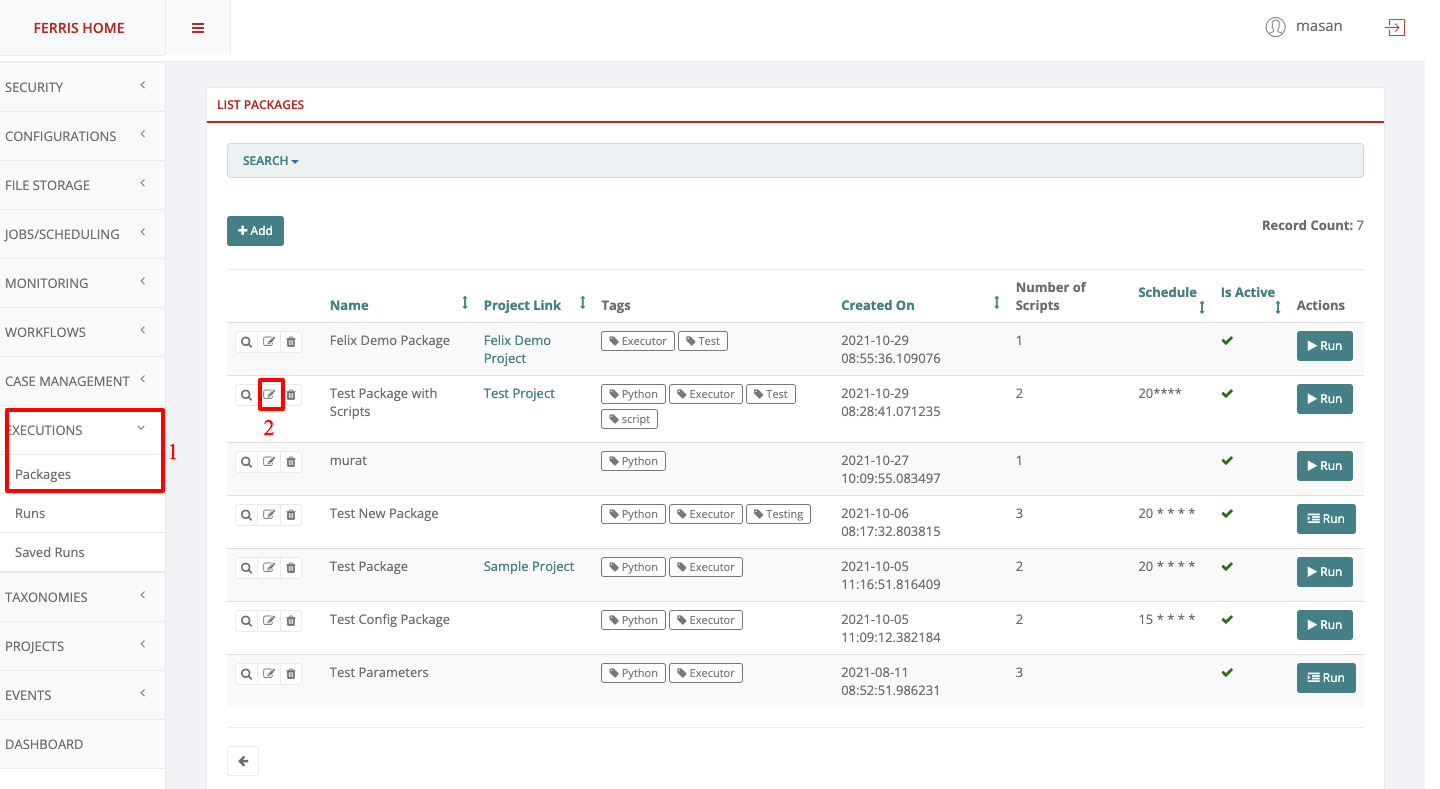 FERRIS HOME
masan
SECURITY
CONFIGURATIONS
FILE STORAGE
JOBS/SCHEDULING
MONITORING
WORKFLOWS
CASE MANAGEMENT
EXECUTIONS
1
Packages
Runs
Saved Runs
TAXONOMIES
PROJECTS
EVENTS
DASHBOARD
LIST PACKAGES
SEARCH
Add
Record Count: 7
Name Project Link Tags Created On Number of Scripts Schedule Is Active Actions
Felix Demo Package Felix Demo Executor Test 2021-10-29 1 Run
Project 08:55:36.109076
Test Package with Test Project Python Executor Test 2021-10-29 2 20**** Run
Scripts script 08:28:41.071235
2
murat Python 2021-10-27 1 Run
10:09:55.083497
Test New Package Python Executor Testing 2021-10-06 3 20 * * * * Run
08:17:32.803815
Test Package Sample Project Python Executor 2021-10-05 2 20 * * * * Run
11:16:51.816409
Test Config Package Python Executor 2021-10-05 2 15 * * * * Run
11:09:12.382184
Test Parameters Python Executor 2021-08-11 3 Run
08:52:51.986231